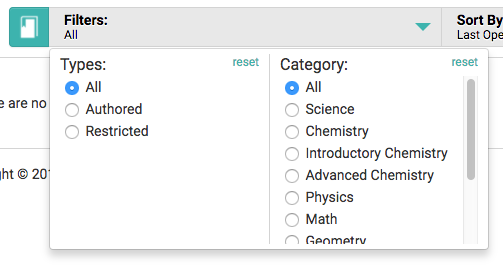 Filters:
All
Sort By
Last Ope
Types:
reset
All
Authored
Restricted
Category:
reset
All
Science
Chemistry
Introductory Chemistry
Advanced Chemistry
Physics
Math
Geometry
e are no
ht © 20